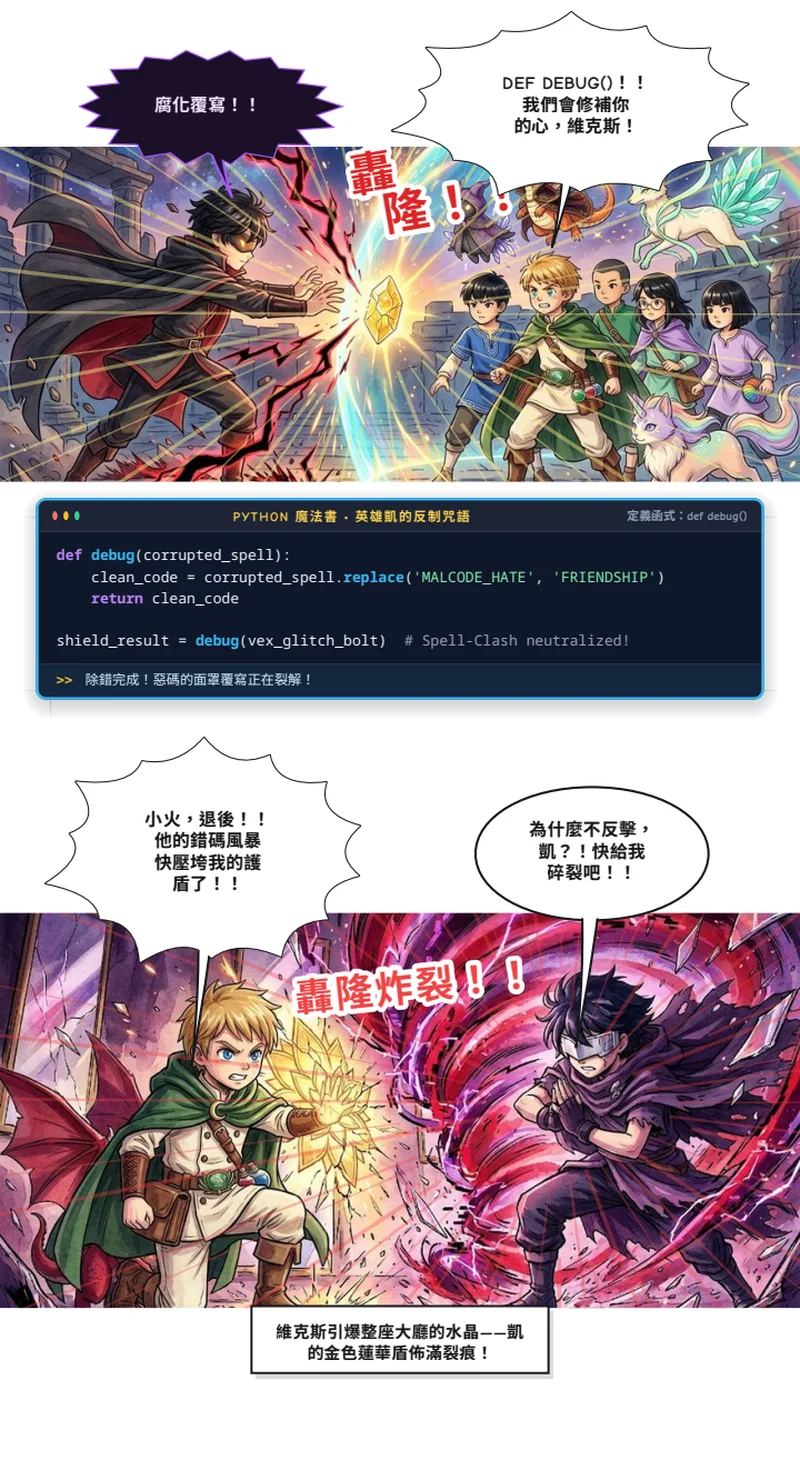 腐化覆寫！！
DEF DEBUG()！！
我們會修補你
的心，維克斯！
轟
隆！！
PYTHON 魔法書 · 英雄凱的反制咒語
定義函式：def debug()
def debug(corrupted_spell):
    clean_code = corrupted_spell.replace('MALCODE_HATE', 'FRIENDSHIP')
    return clean_code
shield_result = debug(vex_glitch_bolt)  # Spell-Clash neutralized!
>> 除錯完成！惡碼的面罩覆寫正在裂解！
小火，退後！！
他的錯碼風暴
快壓垮我的護
盾了！！
為什麼不反擊，
凱？！快給我
碎裂吧！！
轟隆炸裂！！
維克斯引爆整座大廳的水晶——凱
的金色蓮華盾佈滿裂痕！